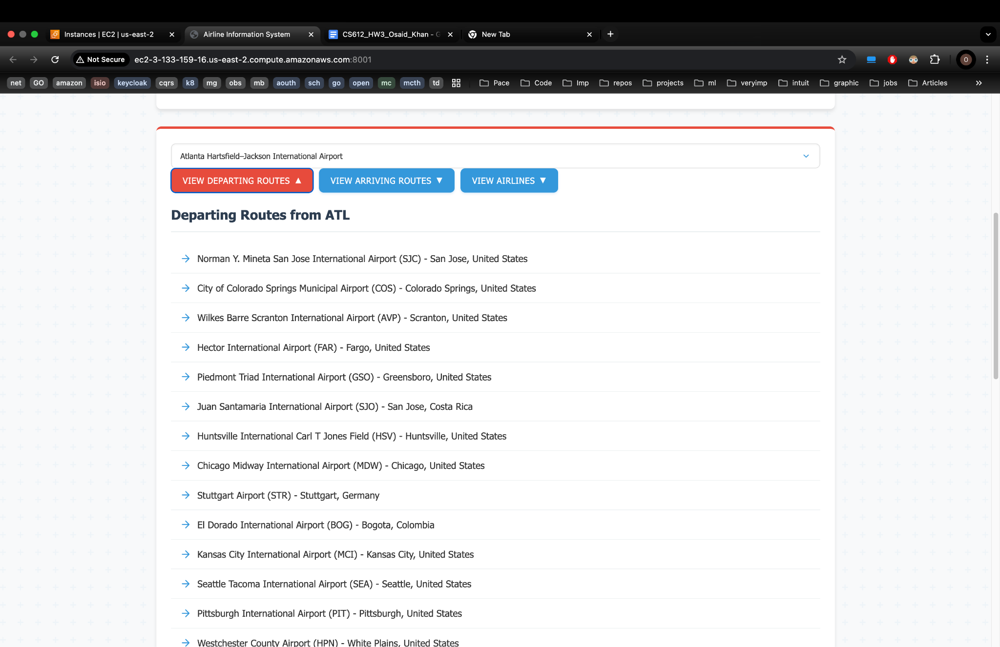 Instances | EC2 | us-east-2
Airline Information System
CS612_HW3_Osaid_Khan - G
New Tab
Not Secure
ec2-3-133-159-16.us-east-2.compute.amazonaws.com:8001
O
net GO amazon isio keycloak cqrs k8 mg obs mb aouth sch go open mc mcth td Pace Code Imp repos projects ml veryimp intuit graphic jobs Articles
Atlanta Hartsfield–Jackson International Airport
VIEW DEPARTING ROUTES ▲ VIEW ARRIVING ROUTES ▼ VIEW AIRLINES ▼
Departing Routes from ATL
→ Norman Y. Mineta San Jose International Airport (SJC) - San Jose, United States
→ City of Colorado Springs Municipal Airport (COS) - Colorado Springs, United States
→ Wilkes Barre Scranton International Airport (AVP) - Scranton, United States
→ Hector International Airport (FAR) - Fargo, United States
→ Piedmont Triad International Airport (GSO) - Greensboro, United States
→ Juan Santamaria International Airport (SJO) - San Jose, Costa Rica
→ Huntsville International Carl T Jones Field (HSV) - Huntsville, United States
→ Chicago Midway International Airport (MDW) - Chicago, United States
→ Stuttgart Airport (STR) - Stuttgart, Germany
→ El Dorado International Airport (BOG) - Bogota, Colombia
→ Kansas City International Airport (MCI) - Kansas City, United States
→ Seattle Tacoma International Airport (SEA) - Seattle, United States
→ Pittsburgh International Airport (PIT) - Pittsburgh, United States
→ Westchester County Airport (HPN) - White Plains, United States